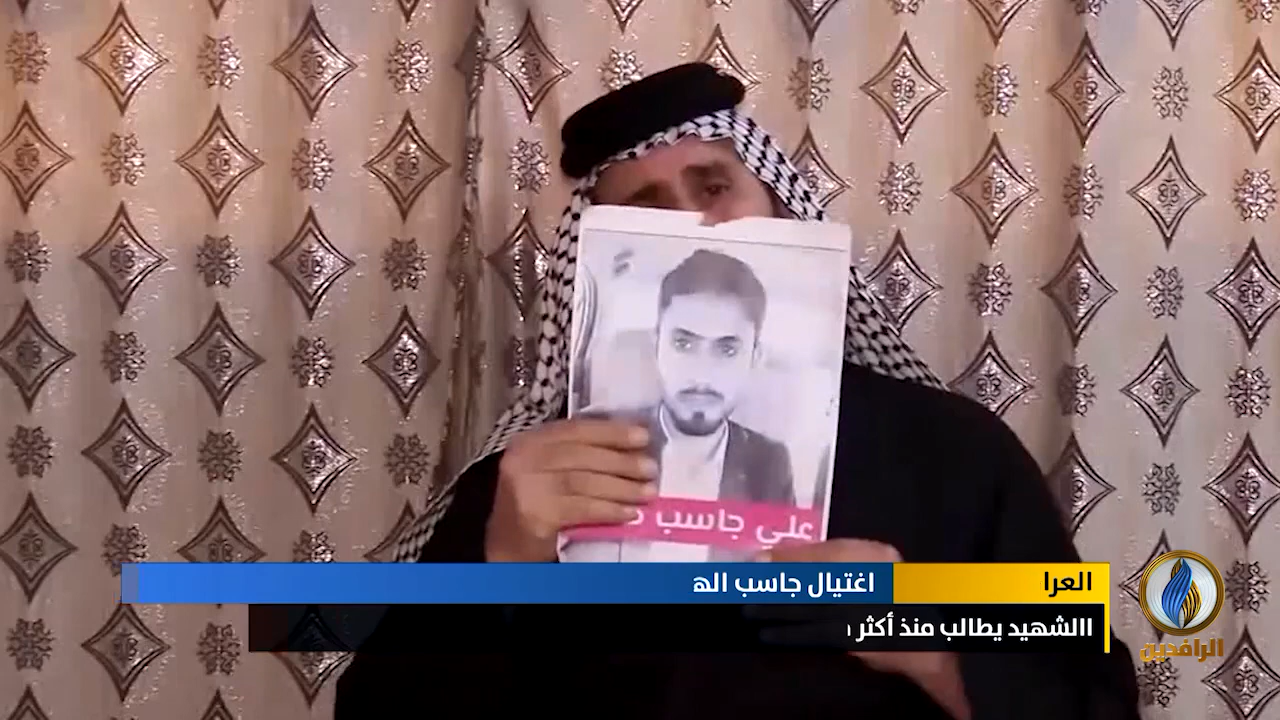 علي جاسب
العرا
اغتيال جاسب اله
االشهيد يطالب منذ أكثر
الرافدين